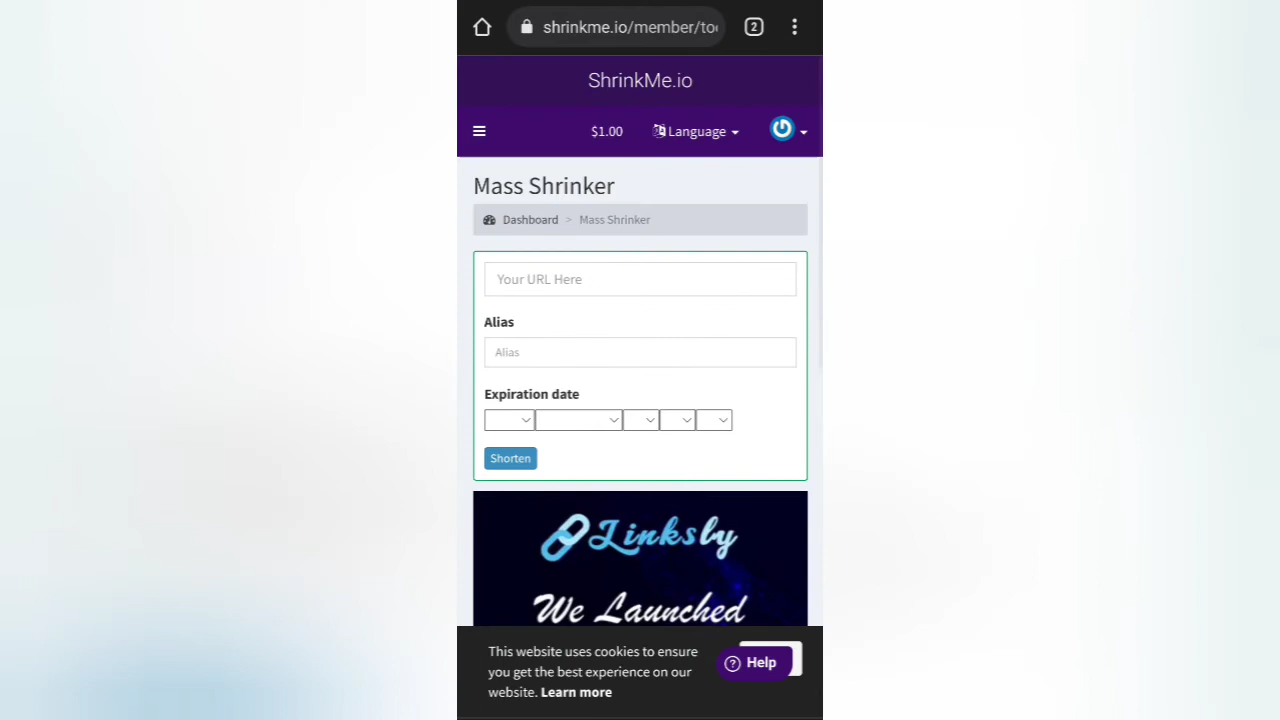 shrinkme.io/member/too
2
ShrinkMe.io
$1.00
Language
Mass Shrinker
Dashboard > Mass Shrinker
Your URL Here
Alias
Alias
Expiration date
Shorten
Linksly
We Launched
This website uses cookies to ensure
you get the best experience on our
website. Learn more
Help